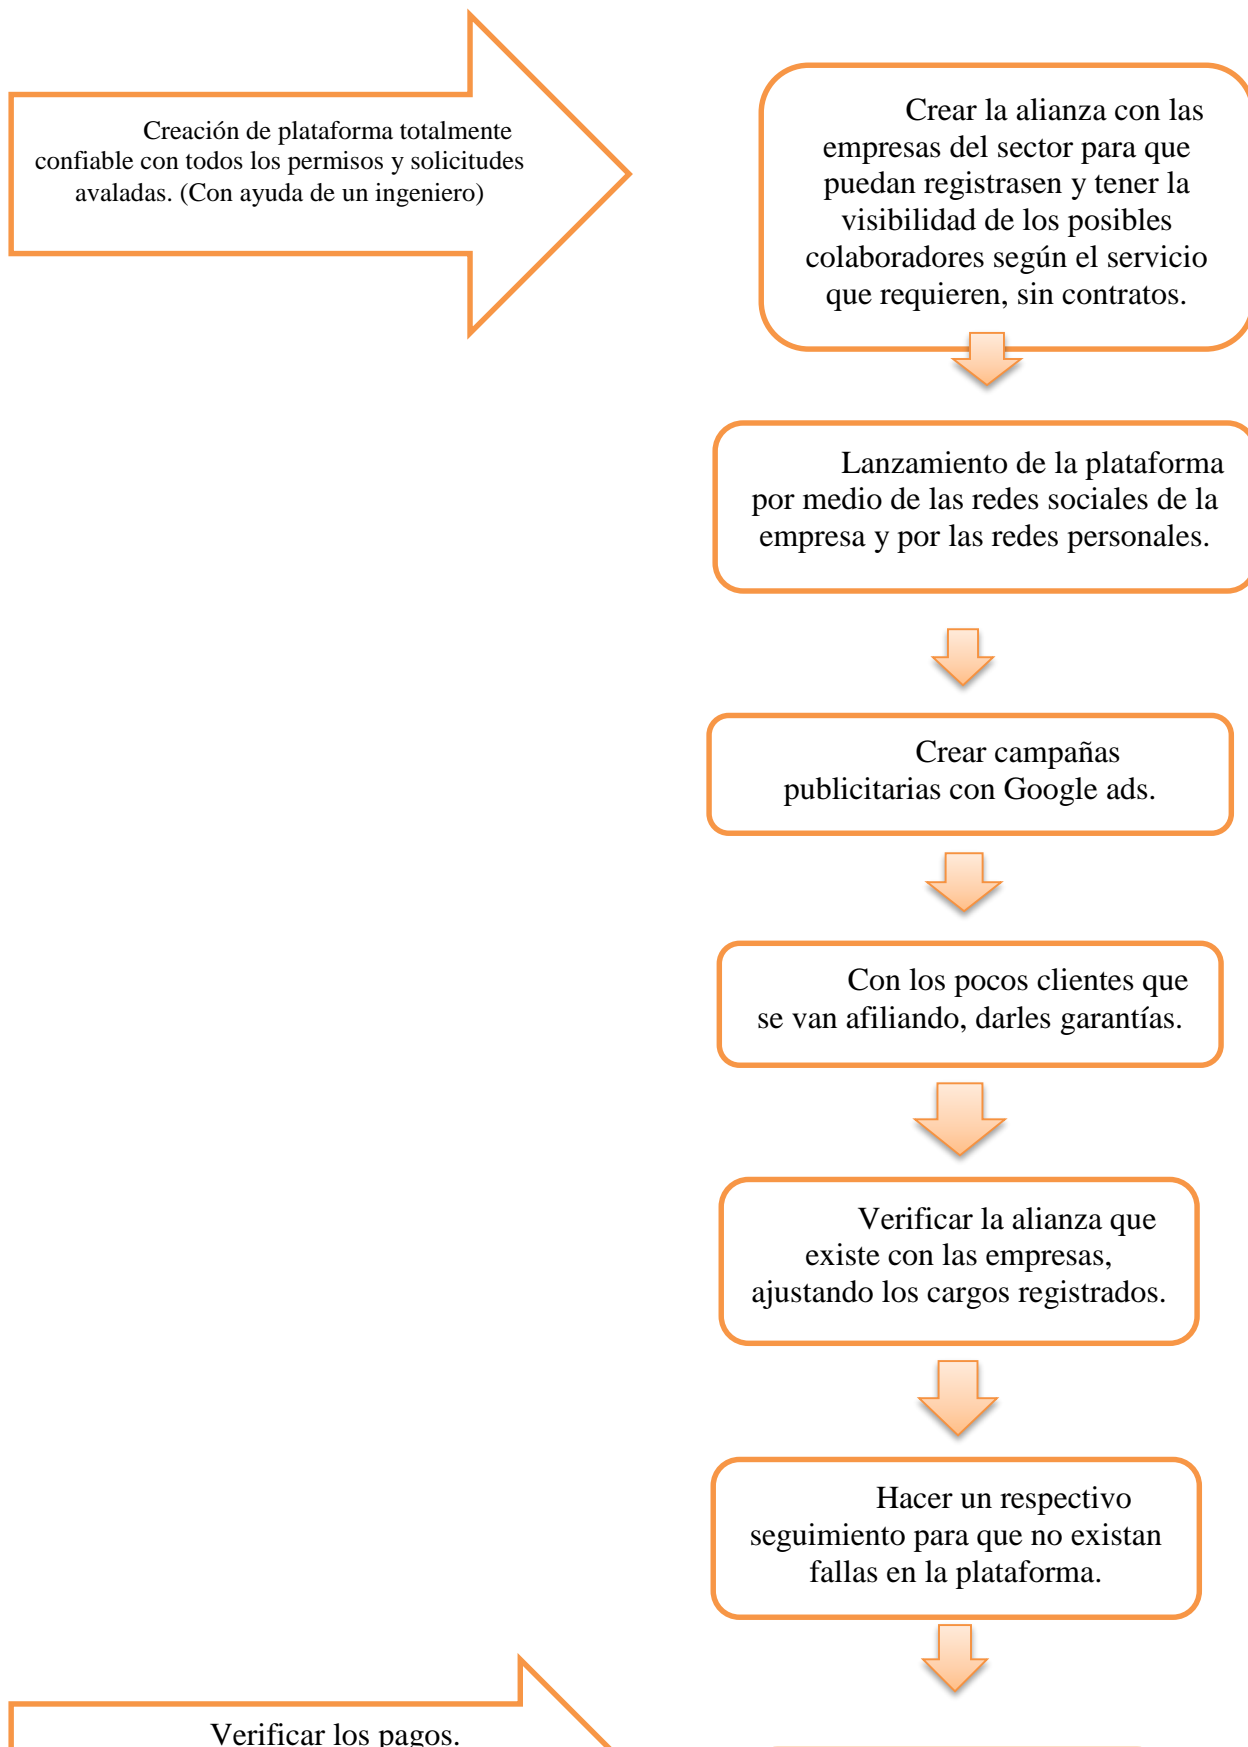 Creación de plataforma totalmente
confiable con todos los permisos y solicitudes
avaladas. (Con ayuda de un ingeniero)
Crear la alianza con las
empresas del sector para que
puedan registrasen y tener la
visibilidad de los posibles
colaboradores según el servicio
que requieren, sin contratos.
Lanzamiento de la plataforma
por medio de las redes sociales de la
empresa y por las redes personales.
Crear campañas
publicitarias con Google ads.
Con los pocos clientes que
se van afiliando, darles garantías.
Verificar la alianza que
existe con las empresas,
ajustando los cargos registrados.
Hacer un respectivo
seguimiento para que no existan
fallas en la plataforma.
Verificar los pagos.